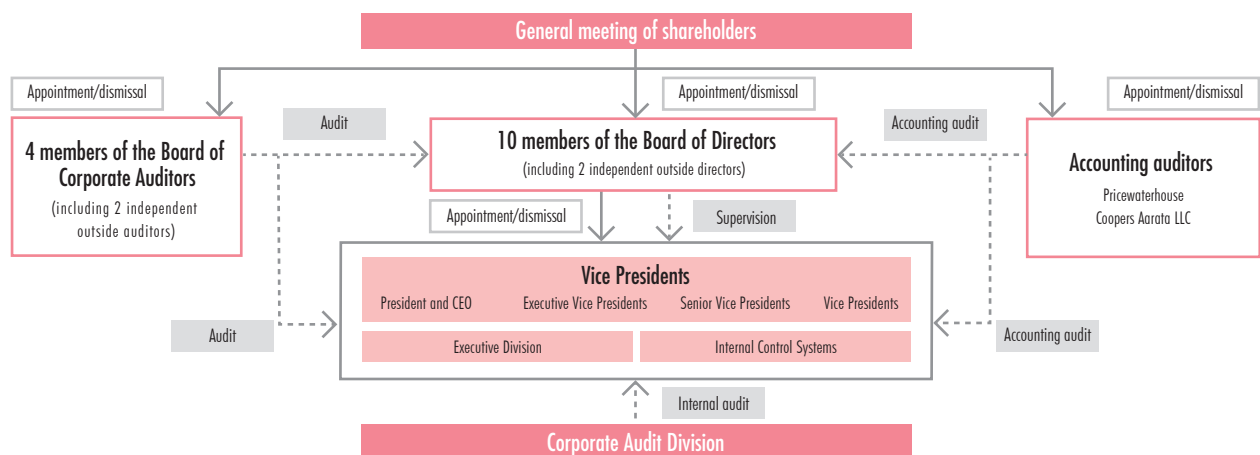 General meeting of shareholders
Appointment/dismissal
Appointment/dismissal
Appointment/dismissal
Audit
Accounting audit
4 members of the Board of
Corporate Auditors
(including 2 independent
outside auditors)
10 members of the Board of Directors
(including 2 independent outside directors)
Accounting auditors
Pricewaterhouse
Coopers Aarata LLC
Appointment/dismissal
Supervision
Vice Presidents
President and CEO
Executive Vice Presidents
Senior Vice Presidents
Vice Presidents
Audit
Accounting audit
Executive Division
Internal Control Systems
Internal audit
Corporate Audit Division